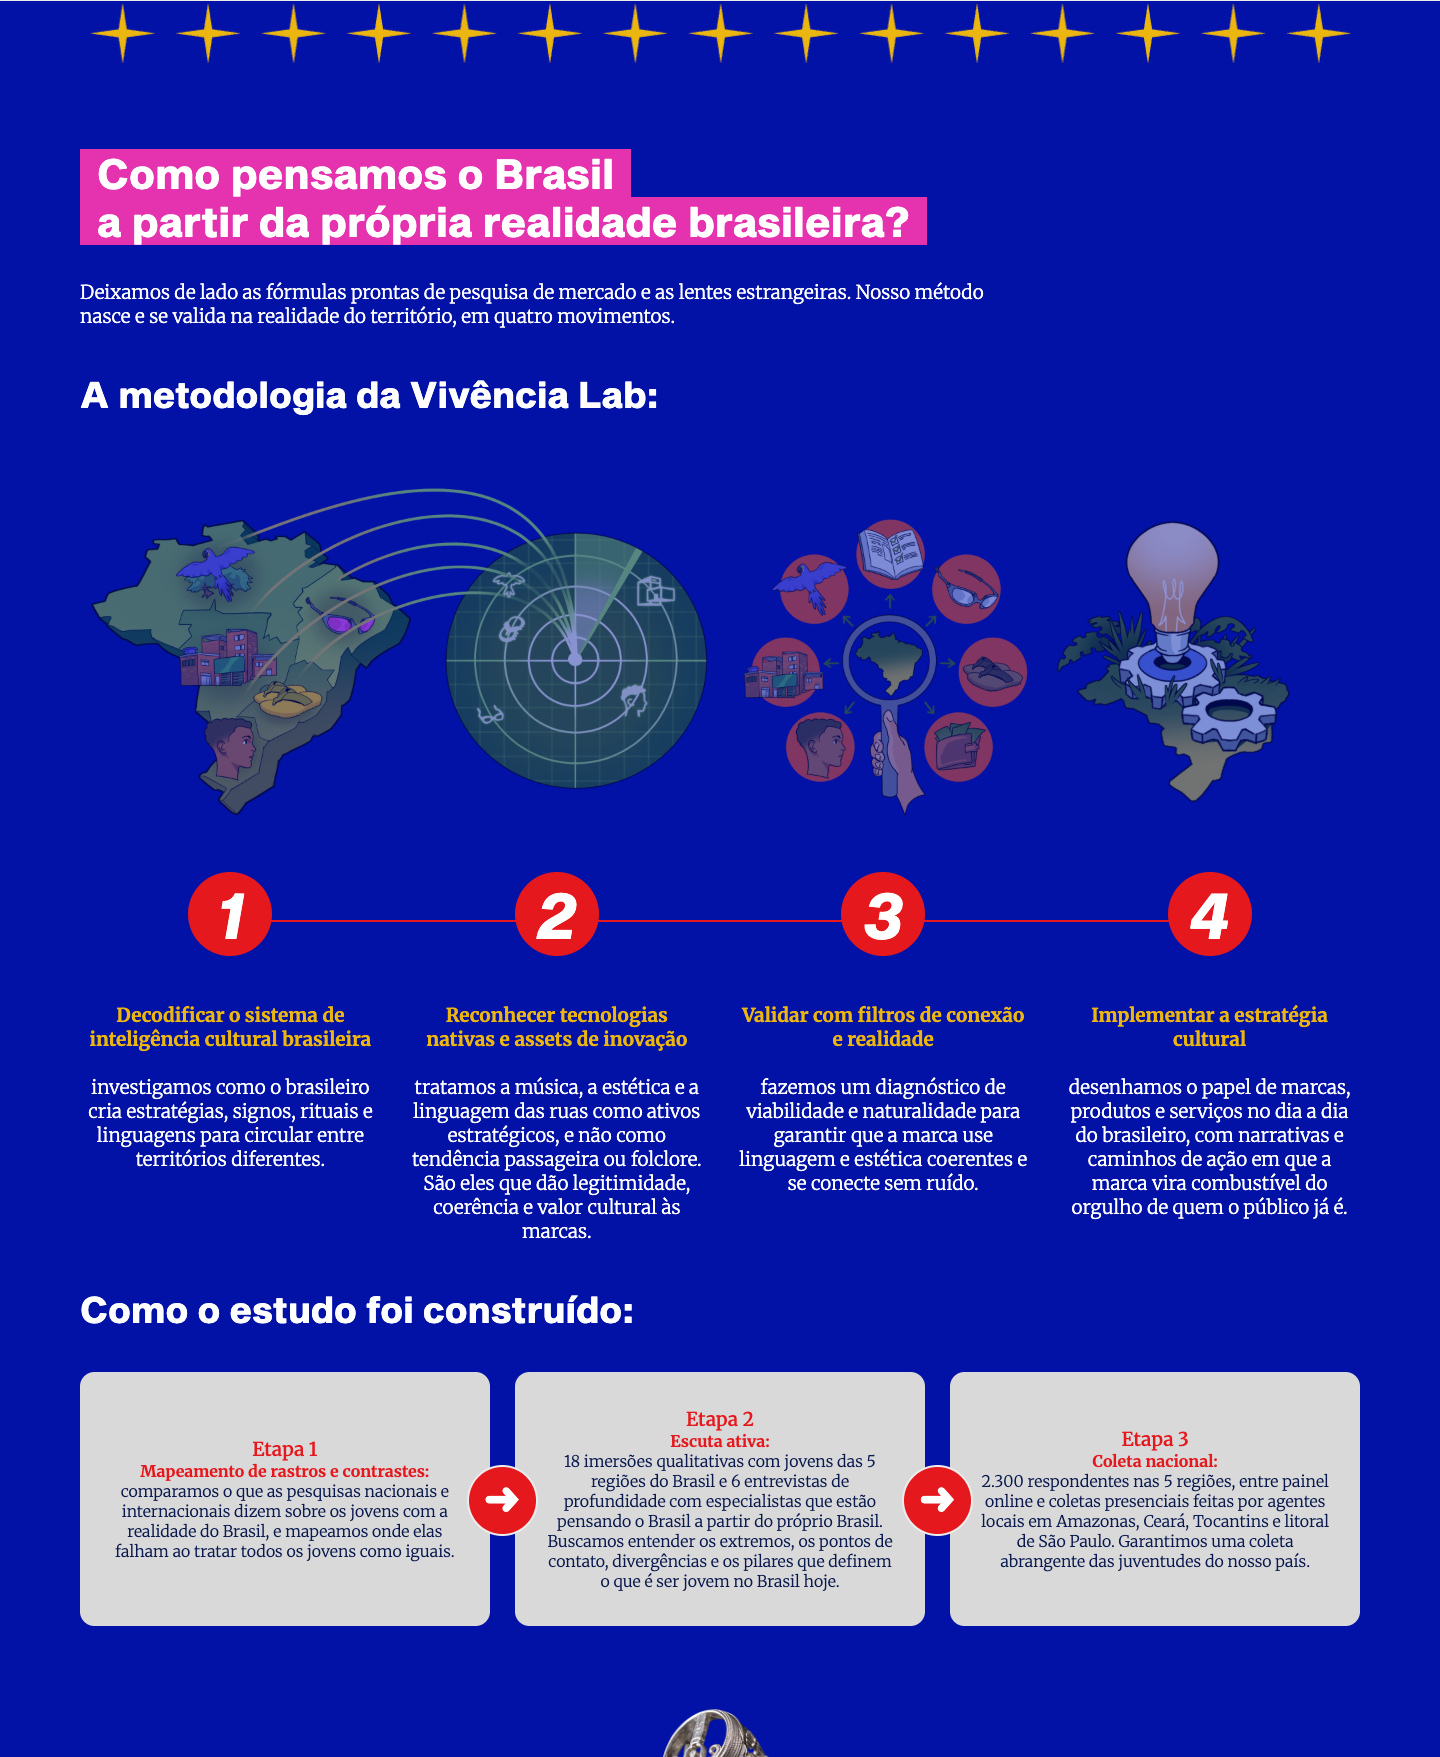 Como pensamos o Brasil
a partir da própria realidade brasileira?
Deixamos de lado as fórmulas prontas de pesquisa de mercado e as lentes estrangeiras. Nosso método
nasce e se valida na realidade do território, em quatro movimentos.
A metodologia da Vivência Lab:
1
2
3
4
Decodificar o sistema de
inteligência cultural brasileira
investigamos como o brasileiro
cria estratégias, signos, rituais e
linguagens para circular entre
territórios diferentes.
Reconhecer tecnologias
nativas e assets de inovação
tratamos a música, a estética e a
linguagem das ruas como ativos
estratégicos, e não como
tendência passageira ou folclore.
São eles que dão legitimidade,
coerência e valor cultural às
marcas.
Validar com filtros de conexão
e realidade
fazemos um diagnóstico de
viabilidade e naturalidade para
garantir que a marca use
linguagem e estética coerentes e
se conecte sem ruído.
Implementar a estratégia
cultural
desenhamos o papel de marcas,
produtos e serviços no dia a dia
do brasileiro, com narrativas e
caminhos de ação em que a
marca vira combustível do
orgulho de quem o público já é.
Como o estudo foi construído:
Etapa 1
Mapeamento de rastros e contrastes:
comparamos o que as pesquisas nacionais e
internacionais dizem sobre os jovens com a
realidade do Brasil, e mapeamos onde elas
falham ao tratar todos os jovens como iguais.
Etapa 2
Escuta ativa:
18 imersões qualitativas com jovens das 5
regiões do Brasil e 6 entrevistas de
profundidade com especialistas que estão
pensando o Brasil a partir do próprio Brasil.
Buscamos entender os extremos, os pontos de
contato, divergências e os pilares que definem
o que é ser jovem no Brasil hoje.
Etapa 3
Coleta nacional:
2.300 respondentes nas 5 regiões, entre painel
online e coletas presenciais feitas por agentes
locais em Amazonas, Ceará, Tocantins e litoral
de São Paulo. Garantimos uma coleta
abrangente das juventudes do nosso país.